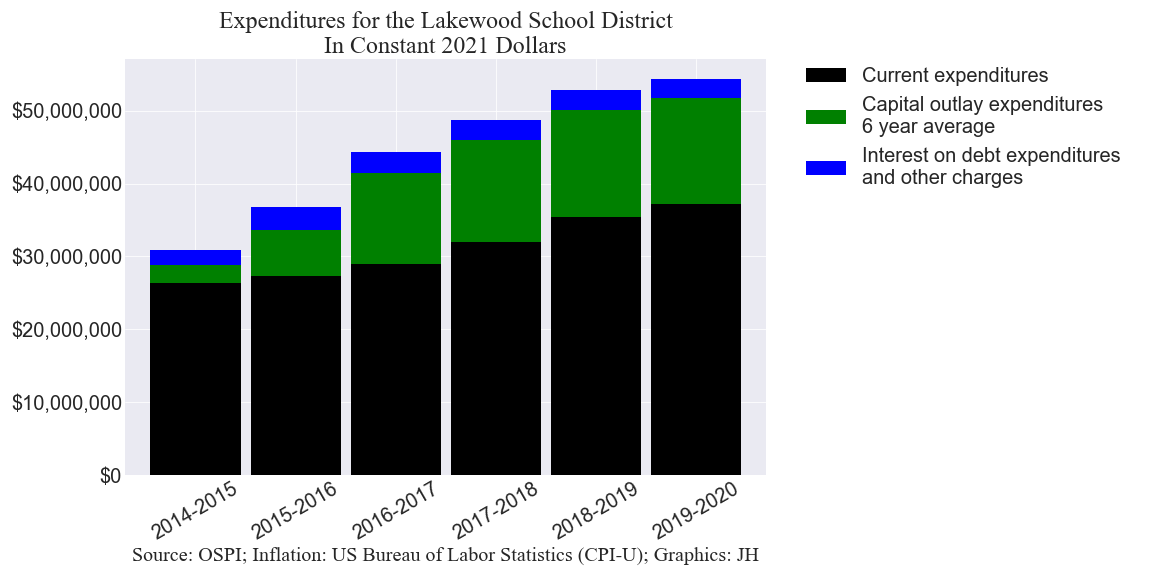 Expenditures for the Lakewood School District
In Constant 2021 Dollars
Current expenditures
Capital outlay expenditures
6 year average
Interest on debt expenditures
and other charges
$50,000,000
$40,000,000
$30,000,000
$20,000,000
$10,000,000
$0
2014-2015
2015-2016
2016-2017
2017-2018
2018-2019
2019-2020
Source: OSPI; Inflation: US Bureau of Labor Statistics (CPI-U); Graphics: JH